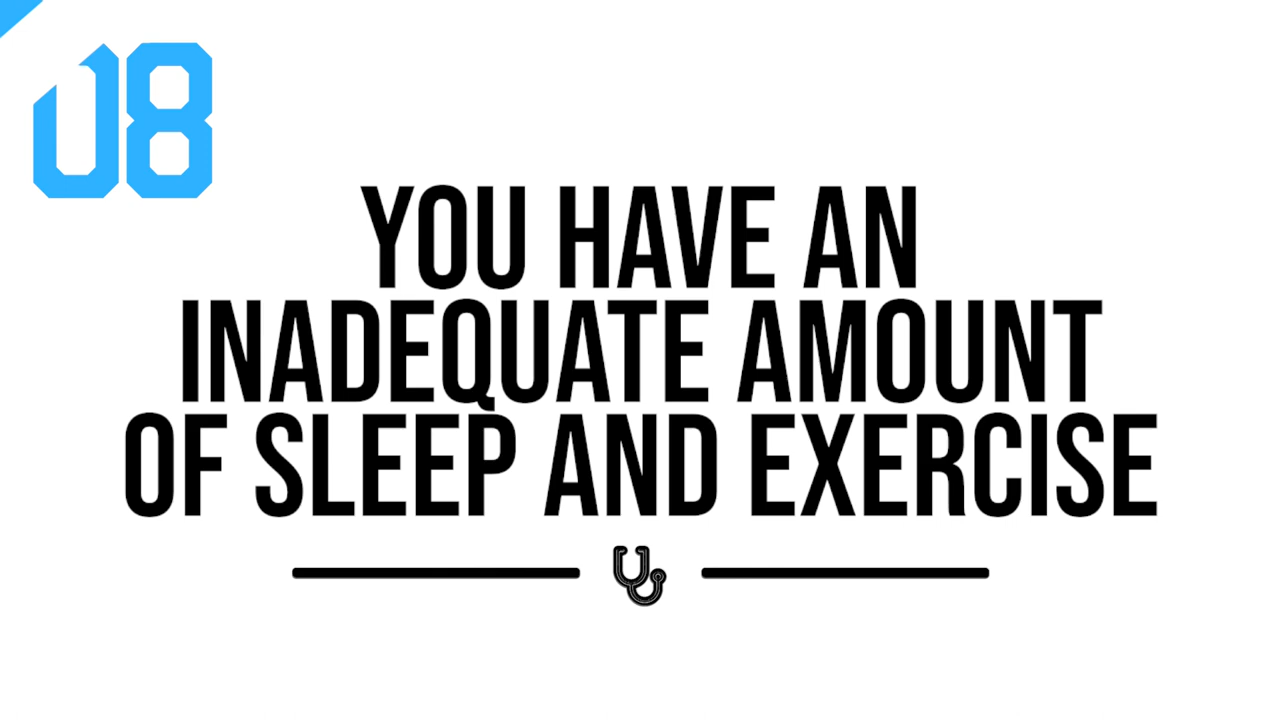 08
YOU HAVE AN
INADEQUATE AMOUNT
OF SLEEP AND EXERCISE